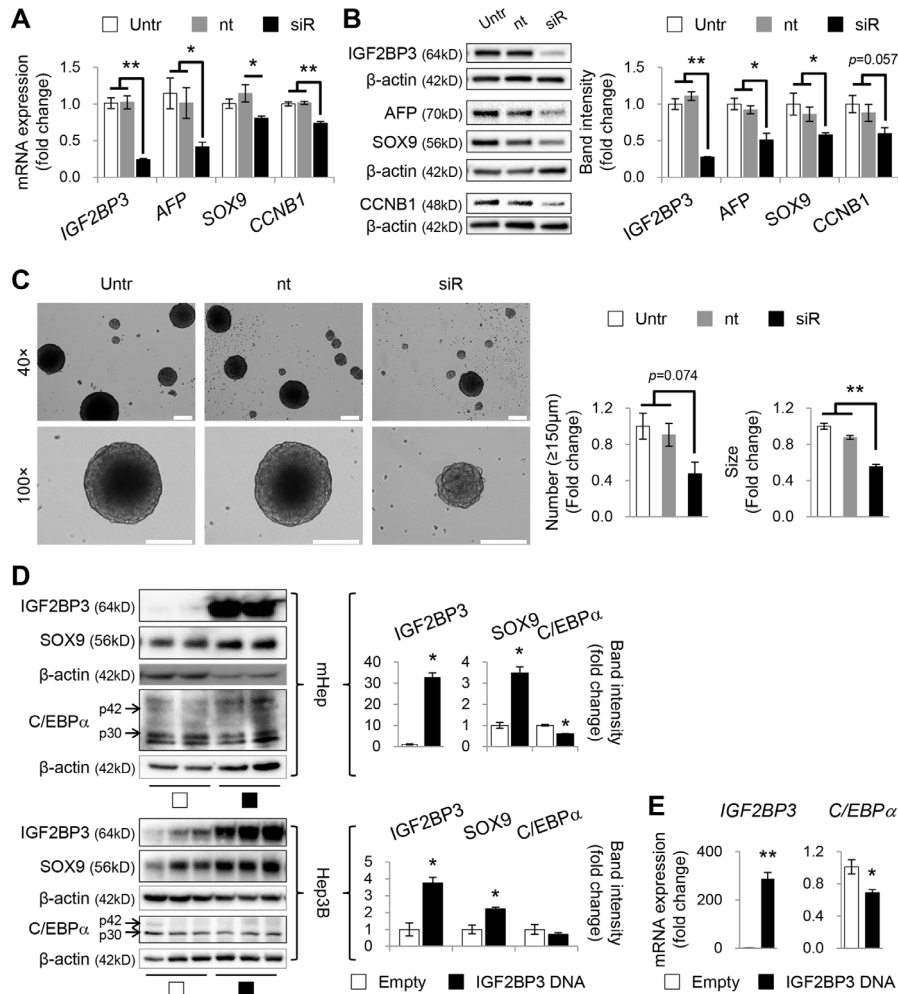 A
Untr nt siR
mRNA expression
(fold change)
1.5
1.0
0.5
0.0
** * * **
IGF2BP3 AFP SOX9 CCNB1
B
Untr nt siR
IGF2BP3 (64kD)
β-actin (42kD)
AFP (70kD)
SOX9 (56kD)
β-actin (42kD)
CCNB1 (48kD)
β-actin (42kD)
Untr nt siR
Band intensity
(fold change)
1.5
1.0
0.5
0.0
** * * p=0.057
IGF2BP3 AFP SOX9 CCNB1
C
Untr nt siR
40×
100×
Untr nt siR
Number (≥150μm)
(Fold change)
1.2
0.8
0.4
0.0
p=0.074
Size
(Fold change)
1.2
0.8
0.4
0.0
**
D
IGF2BP3 (64kD)
SOX9 (56kD)
β-actin (42kD)
p42
C/EBPα
p30
β-actin (42kD)
mHep
IGF2BP3
40
30
20
10
0
*
SOX9 C/EBPα
4
3
2
1
0
* *
Band intensity
(fold change)
IGF2BP3 (64kD)
SOX9 (56kD)
β-actin (42kD)
p42
C/EBPα
p30
β-actin (42kD)
Hep3B
IGF2BP3 SOX9 C/EBPα
5
4
3
2
1
0
* *
Band intensity
(fold change)
Empty IGF2BP3 DNA
E
IGF2BP3 C/EBPα
mRNA expression
(fold change)
400
200
0
**
1.2
0.8
0.4
0.0
*
Empty IGF2BP3 DNA